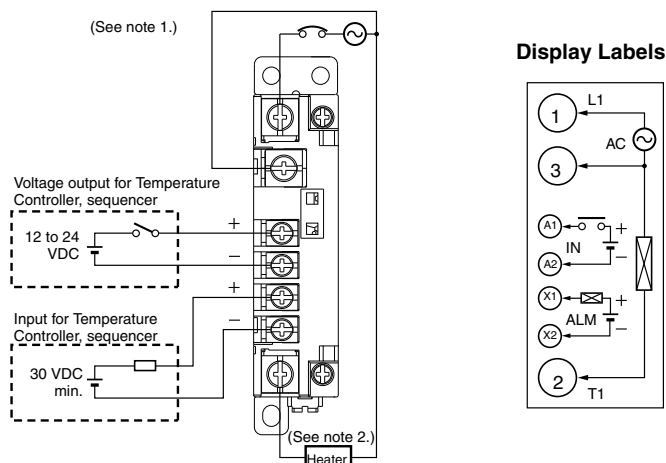 (See note 1.)
Display Labels
Voltage output for Temperature
Controller, sequencer
12 to 24
VDC
+
−
+
−
Input for Temperature
Controller, sequencer
30 VDC
min.
(See note 2.)
Heater
1
L1
AC
3
A1
+
IN
A2
−
X1
+
ALM
X2
−
2
T1